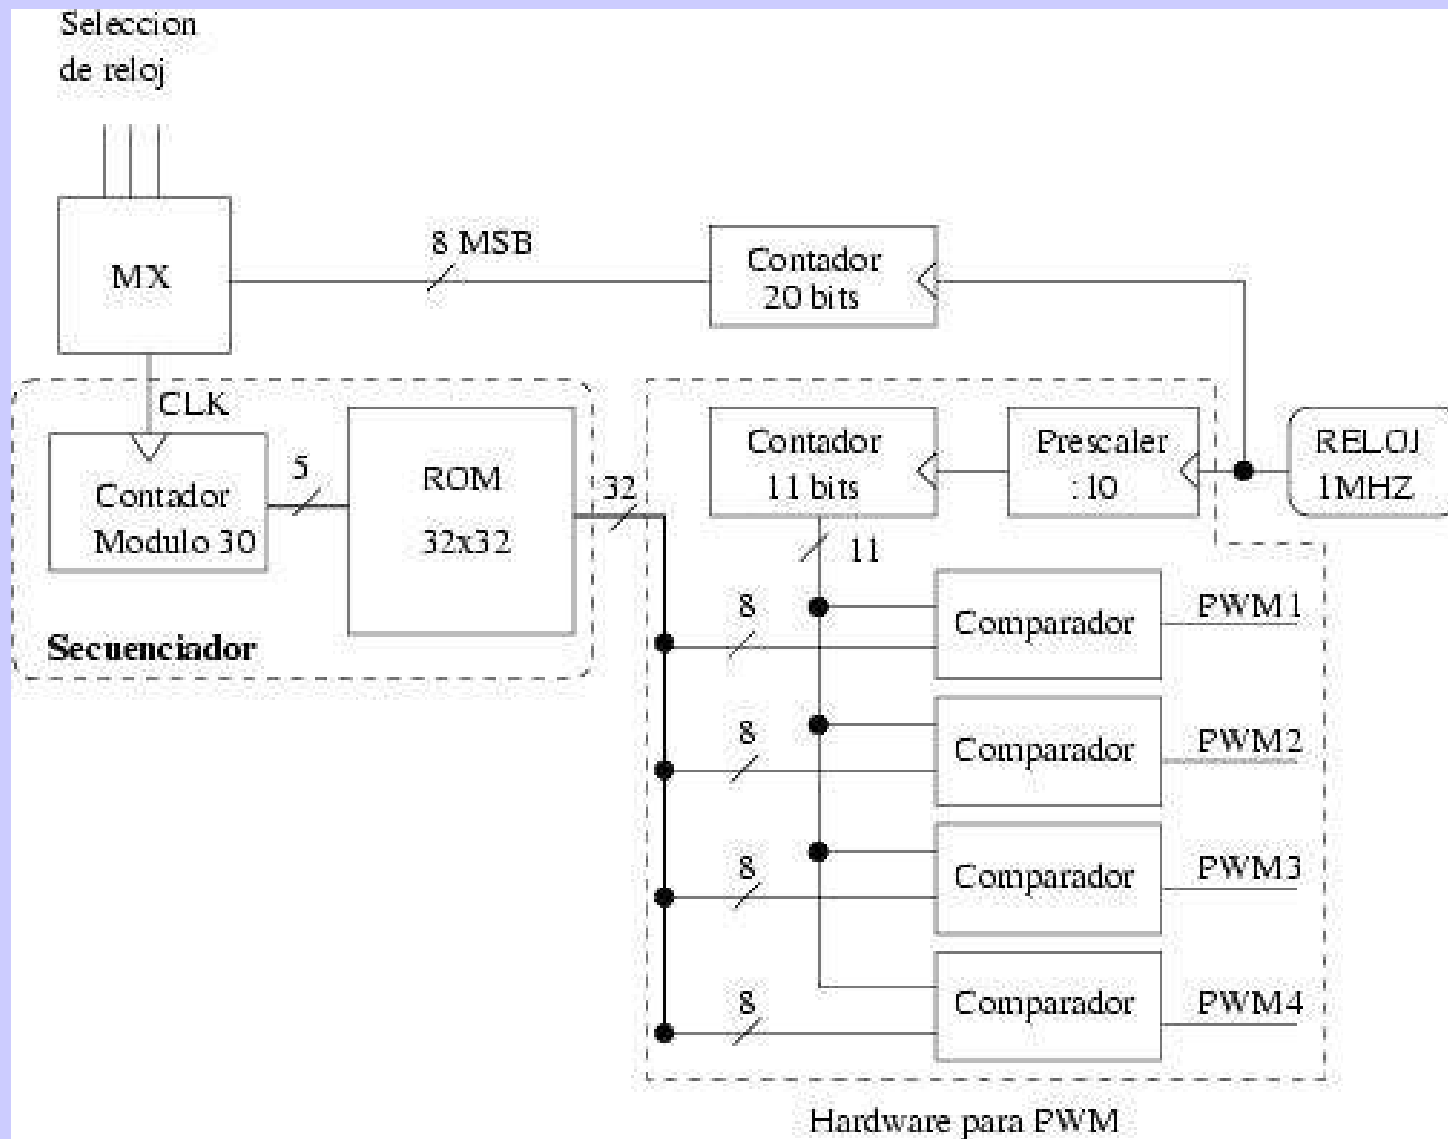 Seleccion
de reloj
MX
8 MSB
Contador
20 bits
CLK
Contador
Modulo 30
5
ROM
32x32
32
Secuenciador
Contador
11 bits
Prescaler
:10
RELOJ
1MHZ
11
8
Comparador
PWM1
8
Comparador
PWM2
8
Comparador
PWM3
8
Comparador
PWM4
Hardware para PWM